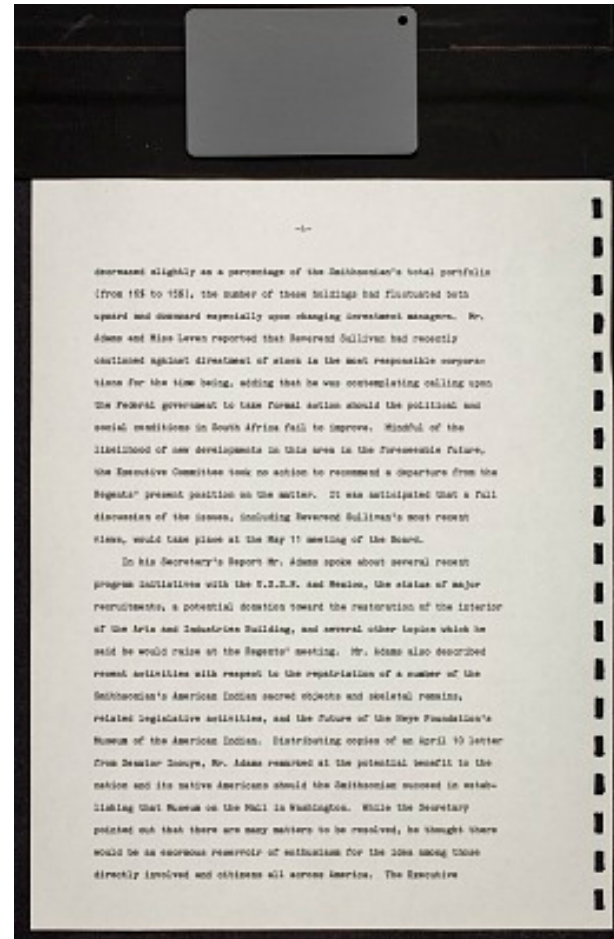 decreased slightly as a percentage of the Smithsonian's total portfolio
(from 16% to 15%), the number of these holdings had fluctuated both
upward and downward especially upon changing investment managers. Mr.
Adams and Miss Leven reported that Reverend Sullivan had recently
cautioned against divestment of stock in the most responsible corpora-
tions for the time being, adding that he was contemplating calling upon
the Federal government to take formal action should the political and
social conditions in South Africa fail to improve. Mindful of the
likelihood of new developments in this area in the foreseeable future,
the Executive Committee took no action to recommend a departure from the
Regents' present position on the matter. It was anticipated that a full
discussion of the issues, including Reverend Sullivan's most recent
views, would take place at the May 11 meeting of the Board.
In his Secretary's Report Mr. Adams spoke about several recent
program initiatives with the U.S.S.R. and Mexico, the status of major
recruitments, a potential donation toward the restoration of the interior
of the Arts and Industries Building, and several other topics which he
said he would raise at the Regents' meeting. Mr. Adams also described
recent activities with respect to the repatriation of a number of the
Smithsonian's American Indian sacred objects and skeletal remains,
related legislative activities, and the future of the Heye Foundation's
Museum of the American Indian. Distributing copies of an April 10 letter
from Senator Inouye, Mr. Adams remarked at the potential benefit to the
nation and its native Americans should the Smithsonian succeed in estab-
lishing that Museum on the Mall in Washington. While the Secretary
pointed out that there are many matters to be resolved, he thought there
would be an enormous reservoir of enthusiasm for the idea among those
directly involved and citizens all across America. The Executive